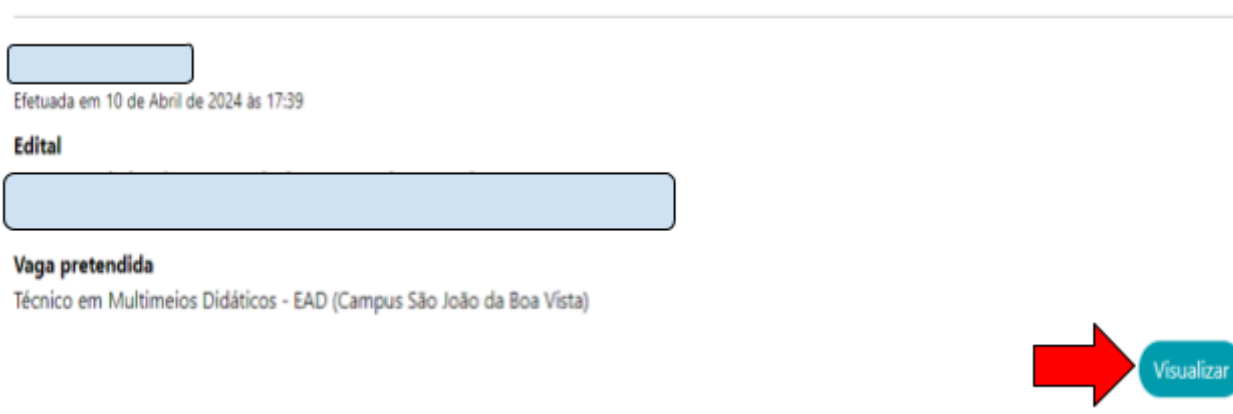 Efetuada em 10 de Abril de 2024 às 17:39
Edital
Vaga pretendida
Técnico em Multimeios Didáticos - EAD (Campus São João da Boa Vista)
Visualizar